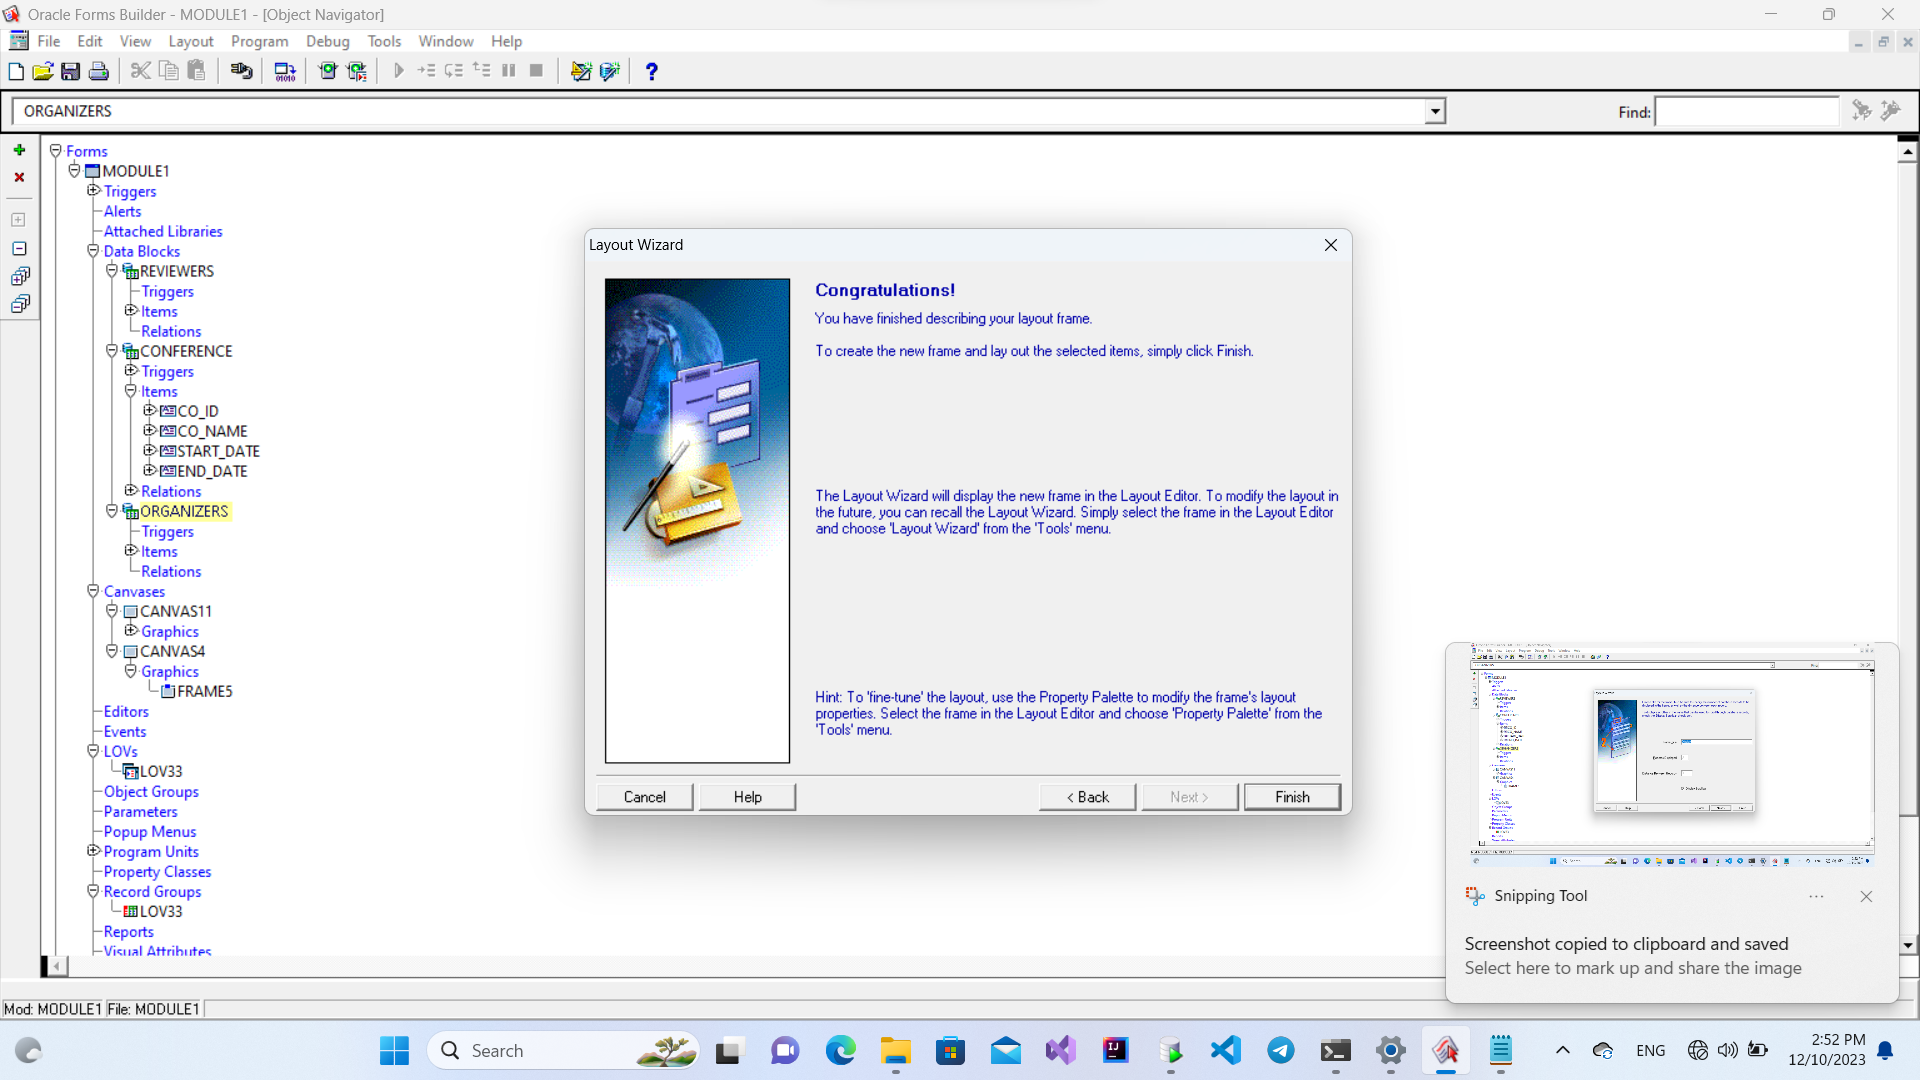 Oracle Forms Builder - MODULE1 - [Object Navigator]
File Edit View Layout Program Debug Tools Window Help
ORGANIZERS
Find:
Forms
MODULE1
Triggers
Alerts
Attached Libraries
Data Blocks
REVIEWERS
Triggers
Items
Relations
CONFERENCE
Triggers
Items
CO_ID
CO_NAME
START_DATE
END_DATE
Relations
ORGANIZERS
Triggers
Items
Relations
Canvases
CANVAS11
Graphics
CANVAS4
Graphics
FRAME5
Editors
Events
LOVs
LOV33
Object Groups
Parameters
Popup Menus
Program Units
Property Classes
Record Groups
LOV33
Reports
Visual Attributes
Layout Wizard
Congratulations!
You have finished describing your layout frame.
To create the new frame and lay out the selected items, simply click Finish.
The Layout Wizard will display the new frame in the Layout Editor. To modify the layout in
the future, you can recall the Layout Wizard. Simply select the frame in the Layout Editor
and choose 'Layout Wizard' from the 'Tools' menu.
Hint: To 'fine-tune' the layout, use the Property Palette to modify the frame's layout
properties. Select the frame in the Layout Editor and choose 'Property Palette' from the
'Tools' menu.
Cancel Help < Back Next > Finish
Snipping Tool
Screenshot copied to clipboard and saved
Select here to mark up and share the image
Mod: MODULE1 File: MODULE1
Search
ENG
2:52 PM
12/10/2023